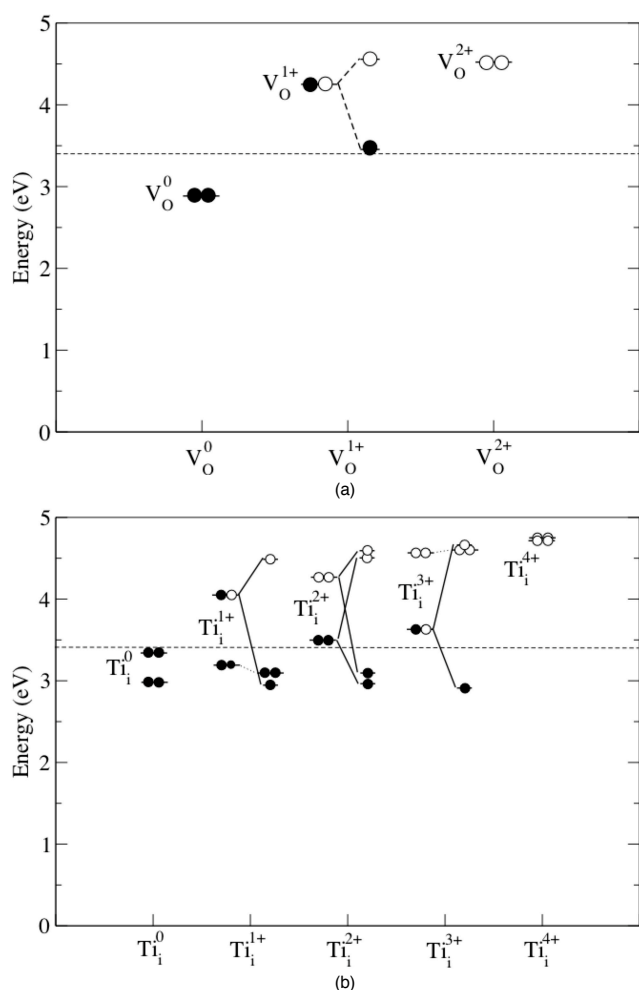 5
4
3
2
1
0
Energy (eV)
V_O^0
V_O^1+
V_O^2+
V_O^0
V_O^1+
V_O^2+
(a)
5
4
3
2
1
0
Energy (eV)
Ti_i^0
Ti_i^1+
Ti_i^2+
Ti_i^3+
Ti_i^4+
Ti_i^0
Ti_i^1+
Ti_i^2+
Ti_i^3+
Ti_i^4+
(b)